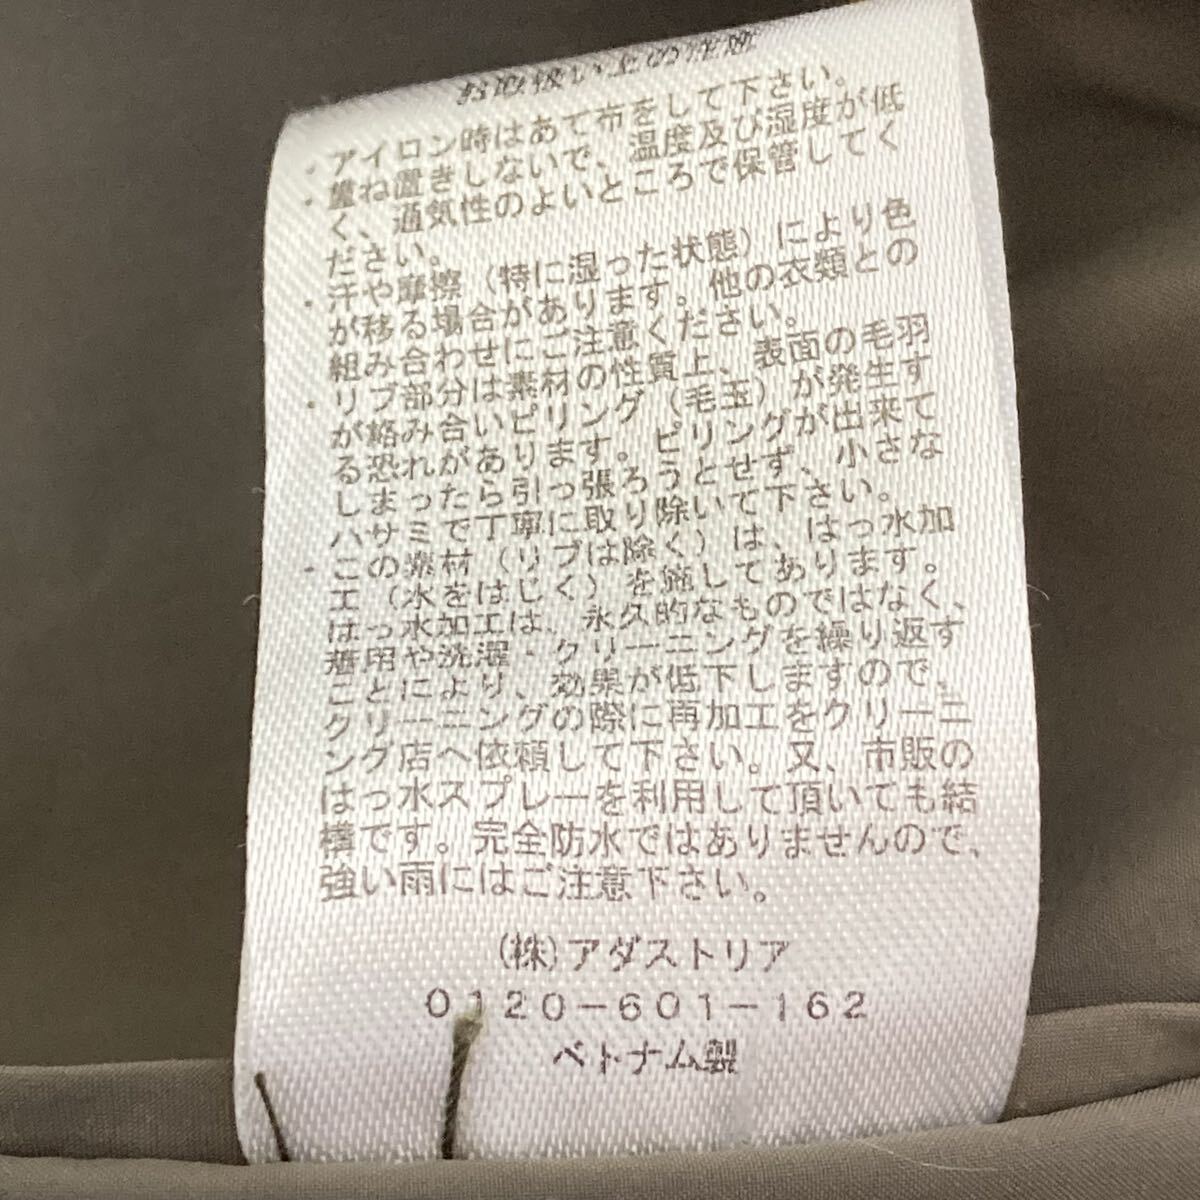 お取扱い上の注意
・アイロン時はあて布をして下さい。
・重ね置きしないで、温度及び湿度が低
く、通気性のよいところで保管してく
ださい。
・汗や摩擦（特に湿った状態）により色
が移る場合があります。他の衣類との
組み合わせにご注意ください。
・リブ部分は素材の性質上、表面の毛羽
が絡み合いピリング（毛玉）が発生す
る恐れがあります。ピリングが出来て
しまったら引っ張ろうとせず、小さな
ハサミで丁寧に取り除いて下さい。
・この素材（リブは除く）は、はっ水加
工（水をはじく）を施してあります。
はっ水加工は、永久的なものではなく、
着用や洗濯・クリーニングを繰り返す
ことにより、効果が低下しますので、
クリーニングの際に再加工をクリーニ
ング店へ依頼して下さい。又、市販の
はっ水スプレーを利用して頂いても結
構です。完全防水ではありませんので、
強い雨にはご注意下さい。
(株)アダストリア
0120-601-162
ベトナム製